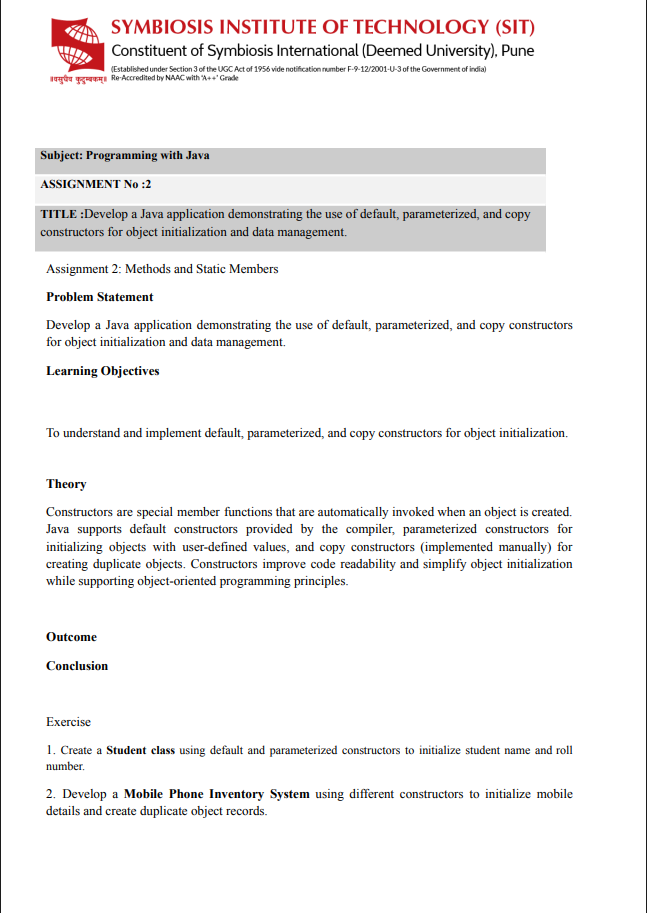 SYMBIOSIS INSTITUTE OF TECHNOLOGY (SIT)
Constituent of Symbiosis International (Deemed University), Pune
(Established under Section 3 of the UGC Act of 1956 vide notification number F-9-12/2001-U-3 of the Government of india)
॥वसुधैव कुटुम्बकम्॥ Re-Accredited by NAAC with 'A++' Grade
Subject: Programming with Java
ASSIGNMENT No :2
TITLE :Develop a Java application demonstrating the use of default, parameterized, and copy
constructors for object initialization and data management.
Assignment 2: Methods and Static Members
Problem Statement
Develop a Java application demonstrating the use of default, parameterized, and copy constructors
for object initialization and data management.
Learning Objectives
To understand and implement default, parameterized, and copy constructors for object initialization.
Theory
Constructors are special member functions that are automatically invoked when an object is created.
Java supports default constructors provided by the compiler, parameterized constructors for
initializing objects with user-defined values, and copy constructors (implemented manually) for
creating duplicate objects. Constructors improve code readability and simplify object initialization
while supporting object-oriented programming principles.
Outcome
Conclusion
Exercise
1. Create a Student class using default and parameterized constructors to initialize student name and roll
number.
2. Develop a Mobile Phone Inventory System using different constructors to initialize mobile
details and create duplicate object records.